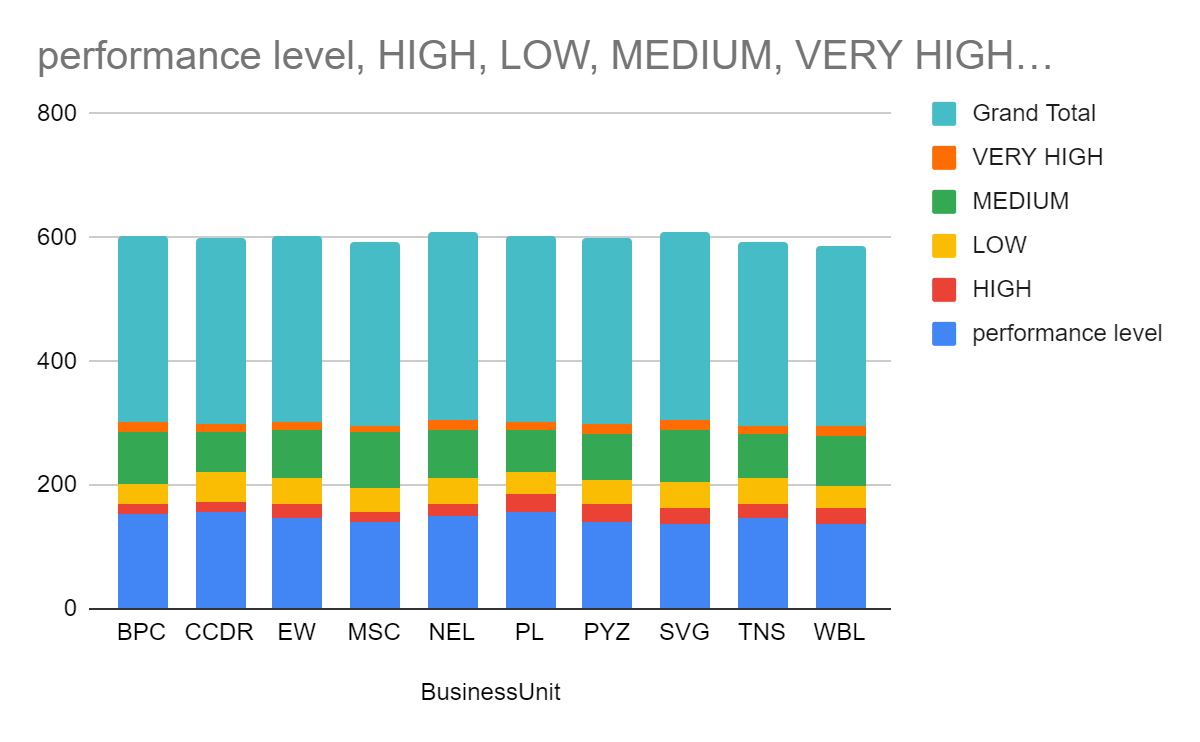 performance level, HIGH, LOW, MEDIUM, VERY HIGH…
800
600
400
200
0
Grand Total
VERY HIGH
MEDIUM
LOW
HIGH
performance level
BPC CCDR EW MSC NEL PL PYZ SVG TNS WBL
BusinessUnit